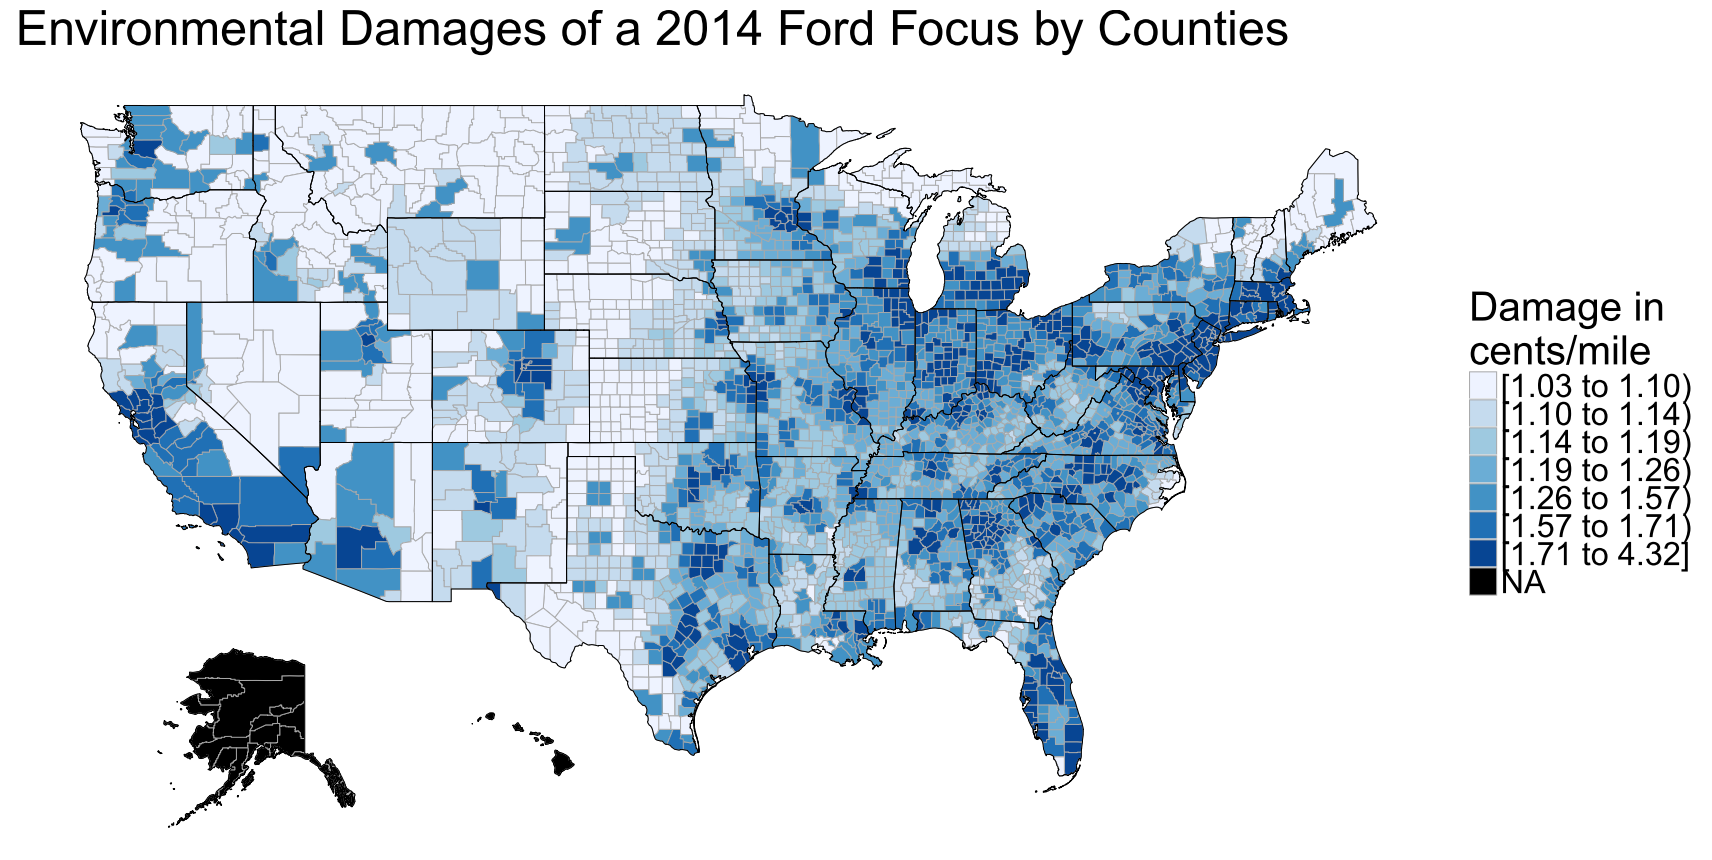 Environmental Damages of a 2014 Ford Focus by Counties
Damage in
cents/mile
[1.03 to 1.10)
[1.10 to 1.14)
[1.14 to 1.19)
[1.19 to 1.26)
[1.26 to 1.57)
[1.57 to 1.71)
[1.71 to 4.32]
NA